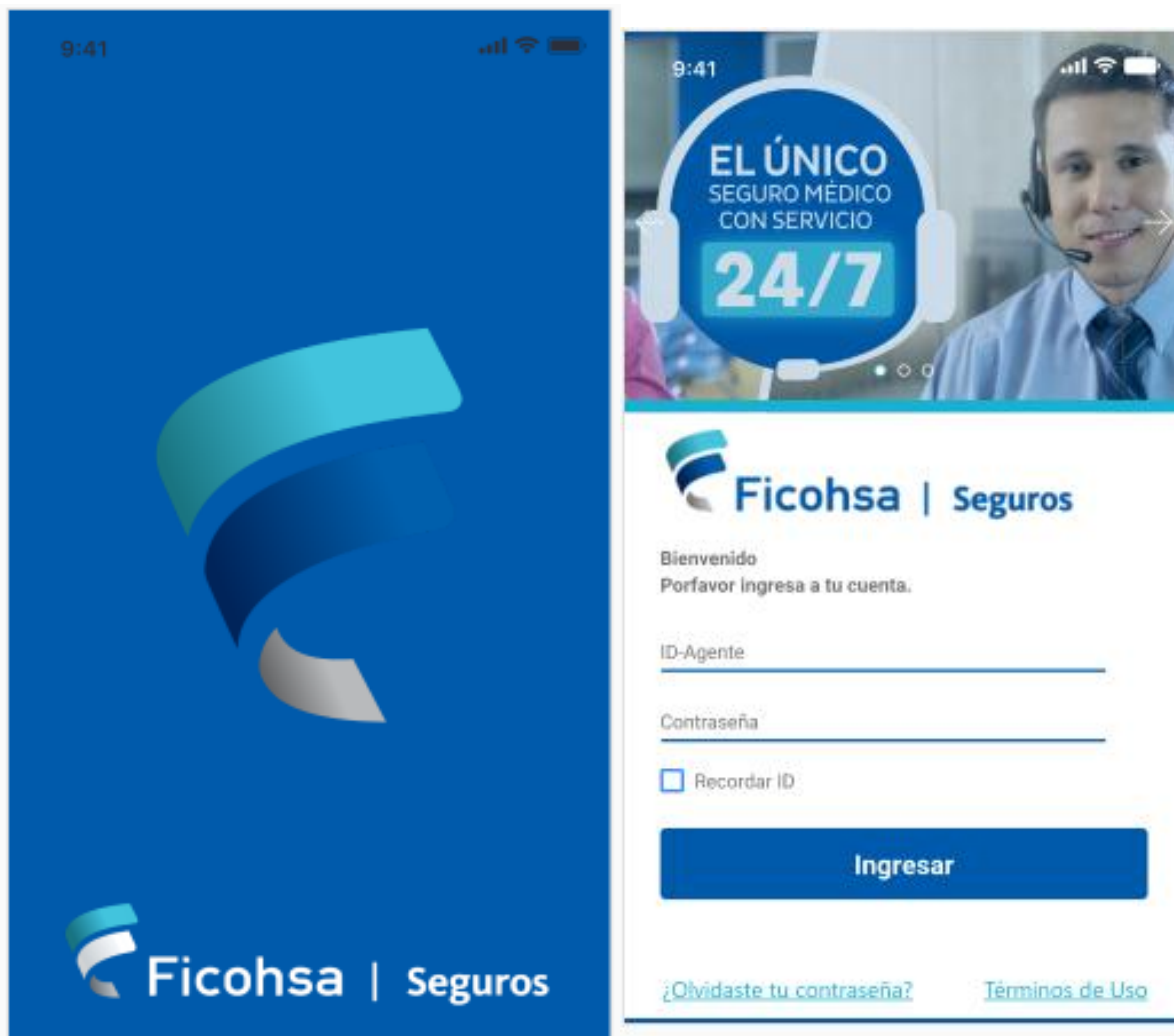 9:41
Ficohsa | Seguros
9:41
EL ÚNICO
SEGURO MÉDICO
CON SERVICIO
24/7
Ficohsa | Seguros
Bienvenido
Porfavor ingresa a tu cuenta.
ID-Agente
Contraseña
Recordar ID
Ingresar
¿Olvidaste tu contraseña? Términos de Uso